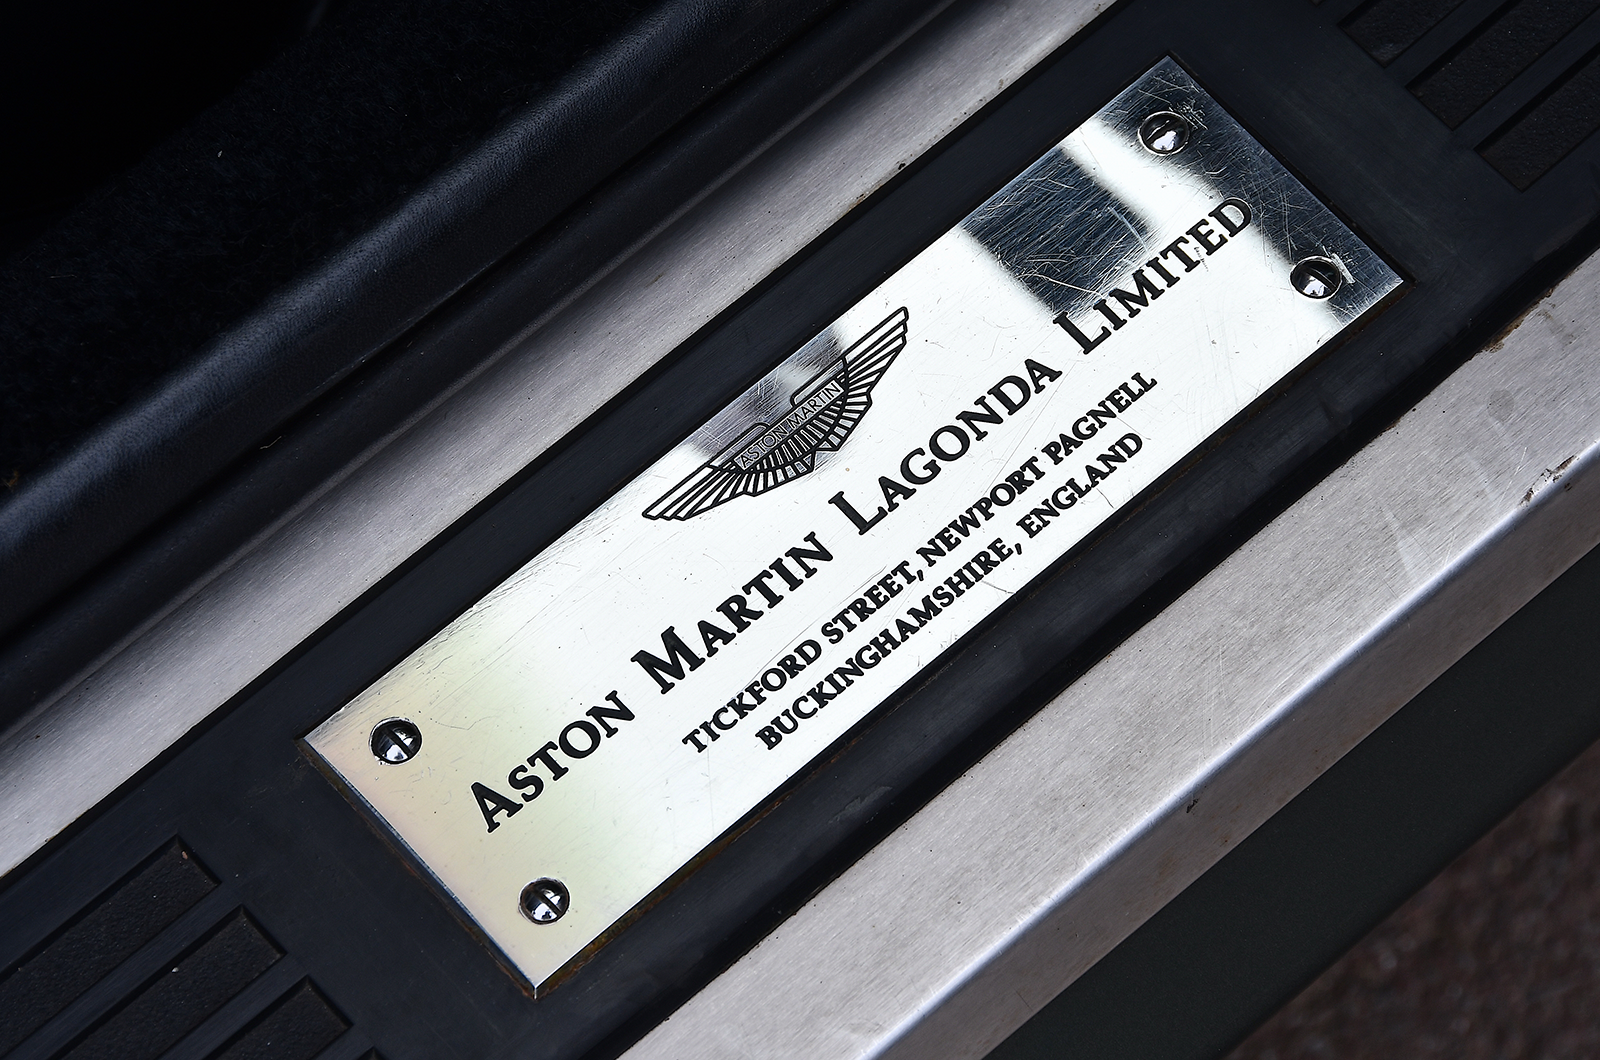 ASTON MARTIN
ASTON MARTIN LAGONDA LIMITED
TICKFORD STREET, NEWPORT PAGNELL
BUCKINGHAMSHIRE, ENGLAND